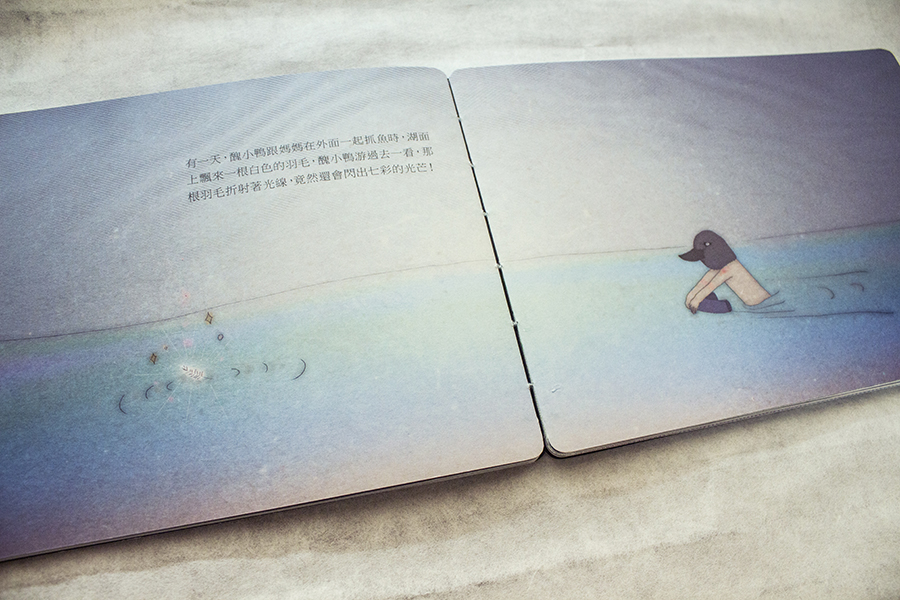 有一天，醜小鴨跟媽媽在外面一起抓魚時，湖面
上飄來一根白色的羽毛，醜小鴨游過去一看，那
根羽毛折射著光線，竟然還會閃出七彩的光芒！